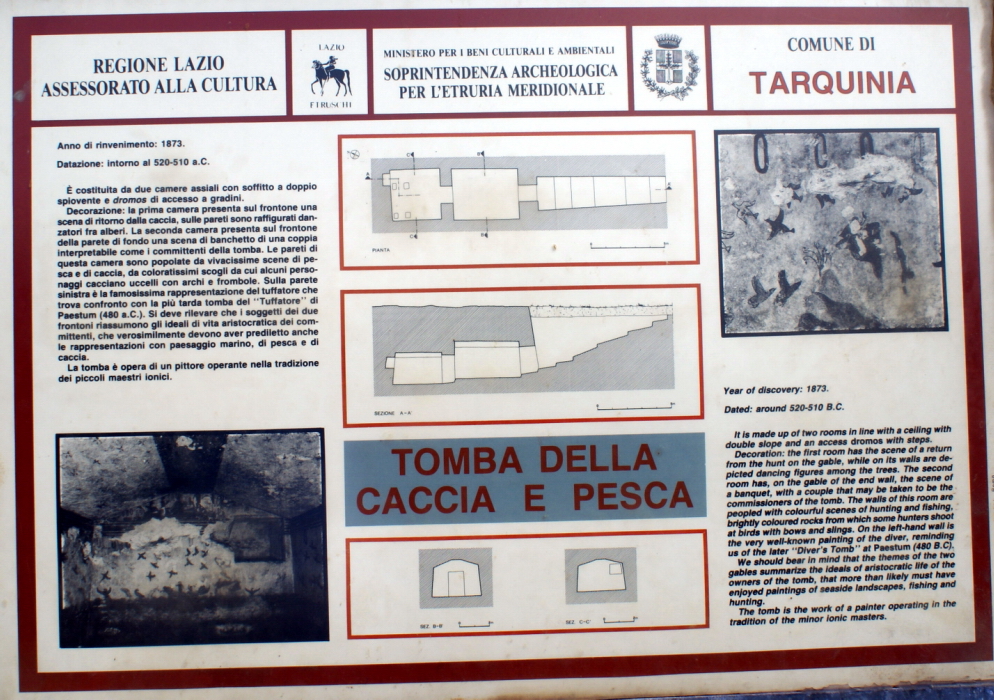 REGIONE LAZIO
ASSESSORATO ALLA CULTURA
LAZIO
ETRUSCHI
MINISTERO PER I BENI CULTURALI E AMBIENTALI
SOPRINTENDENZA ARCHEOLOGICA
PER L'ETRURIA MERIDIONALE
COMUNE DI
TARQUINIA
Anno di rinvenimento: 1873.
Datazione: intorno al 520-510 a.C.
È costituita da due camere assiali con soffitto a doppio
spiovente e dromos di accesso a gradini.
Decorazione: la prima camera presenta sul frontone una
scena di ritorno dalla caccia, sulle pareti sono raffigurati dan-
zatori fra alberi. La seconda camera presenta sul frontone
della parete di fondo una scena di banchetto di una coppia
interpretabile come i committenti della tomba. Le pareti di
questa camera sono popolate da vivacissime scene di pe-
sca e di caccia, da coloratissimi scogli da cui alcuni perso-
naggi cacciano uccelli con archi e frombole. Sulla parete
sinistra è la famosissima rappresentazione del tuffatore che
trova confronto con la più tarda tomba del "Tuffatore" di
Paestum (480 a.C.). Si deve rilevare che i soggetti dei due
frontoni riassumono gli ideali di vita aristocratica dei com-
mittenti, che verosimilmente devono aver prediletto anche
le rappresentazioni con paesaggio marino, di pesca e di
caccia.
La tomba è opera di un pittore operante nella tradizione
dei piccoli maestri ionici.
PIANTA
SEZIONE A-A'
TOMBA DELLA
CACCIA E PESCA
SEZ. B-B'
SEZ. C-C'
Year of discovery: 1873.
Dated: around 520-510 B.C.
It is made up of two rooms in line with a ceiling with
double slope and an access dromos with steps.
Decoration: the first room has the scene of a return
from the hunt on the gable, while on its walls are de-
picted dancing figures among the trees. The second
room has, on the gable of the end wall, the scene of
a banquet, with a couple that may be taken to be the
commissioners of the tomb. The walls of this room are
peopled with colourful scenes of hunting and fishing,
brightly coloured rocks from which some hunters shoot
at birds with bows and slings. On the left-hand wall is
the very well-known painting of the diver, reminding
us of the later "Diver's Tomb" at Paestum (480 B.C).
We should bear in mind that the themes of the two
gables summarize the ideals of aristocratic life of the
owners of the tomb, that more than likely must have
enjoyed paintings of seaside landscapes, fishing and
hunting.
The tomb is the work of a painter operating in the
tradition of the minor ionic masters.